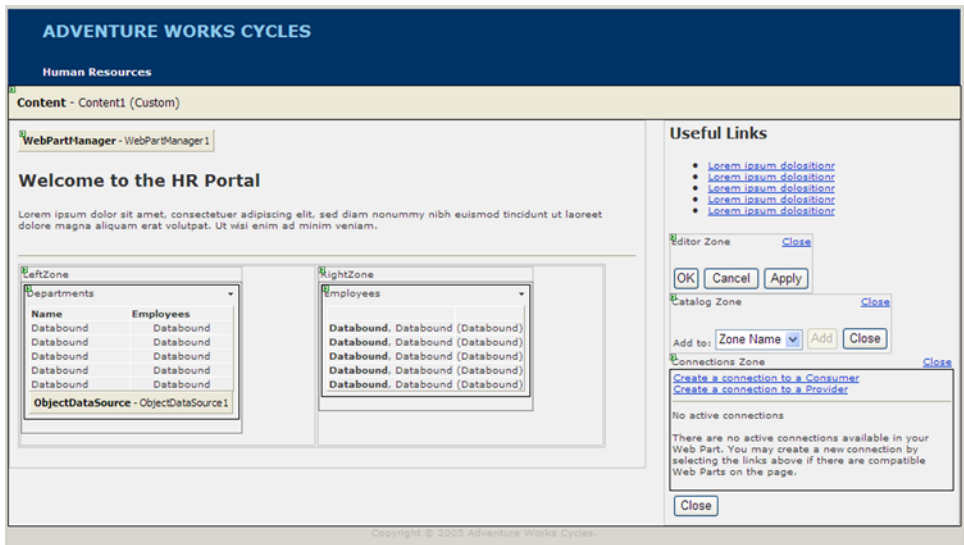 ADVENTURE WORKS CYCLES
Human Resources
Content - Content1 (Custom)
WebPartManager - WebPartManager1
Welcome to the HR Portal
Lorem ipsum dolor sit amet, consectetuer adipiscing elit, sed diam nonummy nibh euismod tincidunt ut laoreet
dolore magna aliquam erat volutpat. Ut wisi enim ad minim veniam.
LeftZone
Departments
Name Employees
Databound Databound
Databound Databound
Databound Databound
Databound Databound
Databound Databound
ObjectDataSource - ObjectDataSource1
RightZone
Employees
Databound, Databound (Databound)
Databound, Databound (Databound)
Databound, Databound (Databound)
Databound, Databound (Databound)
Databound, Databound (Databound)
Useful Links
Lorem ipsum dolositionr
Lorem ipsum dolositionr
Lorem ipsum dolositionr
Lorem ipsum dolositionr
Lorem ipsum dolositionr
Editor Zone Close
OK Cancel Apply
Catalog Zone Close
Add to: Zone Name Add Close
Connections Zone Close
Create a connection to a Consumer
Create a connection to a Provider
No active connections
There are no active connections available in your
Web Part. You may create a new connection by
selecting the links above if there are compatible
Web Parts on the page.
Close
Copyright © 2005 Adventure Works Cycles.